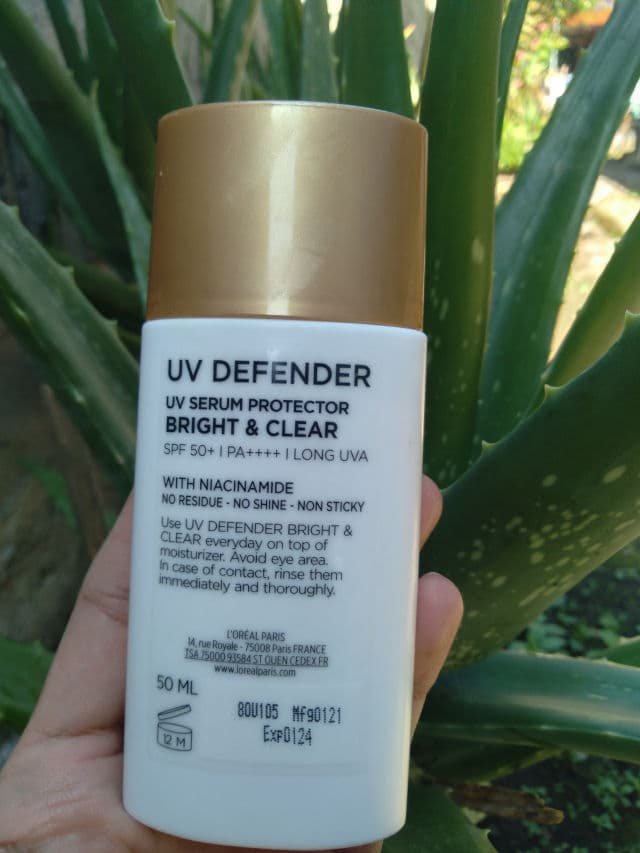 UV DEFENDER
UV SERUM PROTECTOR
BRIGHT & CLEAR
SPF 50+ I PA++++ I LONG UVA
WITH NIACINAMIDE
NO RESIDUE - NO SHINE - NON STICKY
Use UV DEFENDER BRIGHT &
CLEAR everyday on top of
moisturizer. Avoid eye area.
In case of contact, rinse them
immediately and thoroughly.
L'ORÉAL PARIS
14, rue Royale - 75008 Paris FRANCE
TSA 75000 93584 ST OUEN CEDEX FR
www.lorealparis.com
50 ML
80U105 Mfg0121
Exp0124
12 M